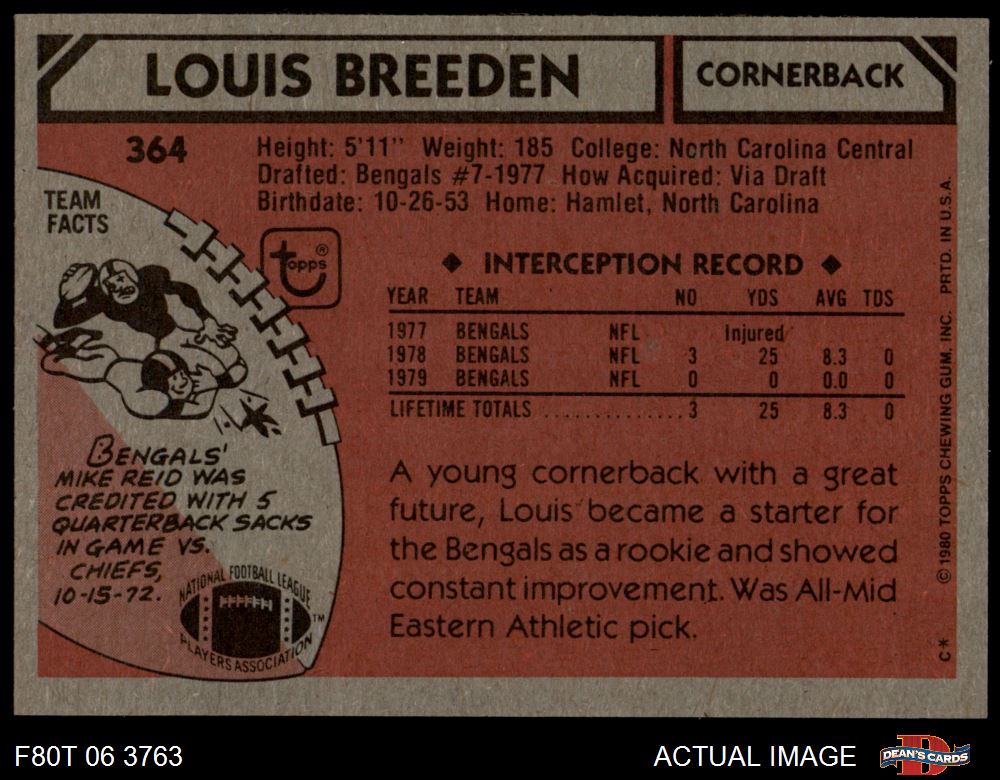 LOUIS BREEDEN
CORNERBACK
364
Height: 5'11" Weight: 185 College: North Carolina Central
Drafted: Bengals #7-1977 How Acquired: Via Draft
Birthdate: 10-26-53 Home: Hamlet, North Carolina
TEAM
FACTS
topps®
◆ INTERCEPTION RECORD ◆
YEAR TEAM NO YDS AVG TDS
1977 BENGALS NFL Injured
1978 BENGALS NFL 3 25 8.3 0
1979 BENGALS NFL 0 0 0.0 0
LIFETIME TOTALS ..............3 25 8.3 0
BENGALS'
MIKE REID WAS
CREDITED WITH 5
QUARTERBACK SACKS
IN GAME VS.
CHIEFS,
10-15-72.
NATIONAL FOOTBALL LEAGUE
PLAYERS ASSOCIATION
TM
A young cornerback with a great
future, Louis became a starter for
the Bengals as a rookie and showed
constant improvement. Was All-Mid
Eastern Athletic pick.
© 1980 TOPPS CHEWING GUM, INC. PRTD. IN U.S.A.
C*
F80T 06 3763
ACTUAL IMAGE
DEAN'S CARDS